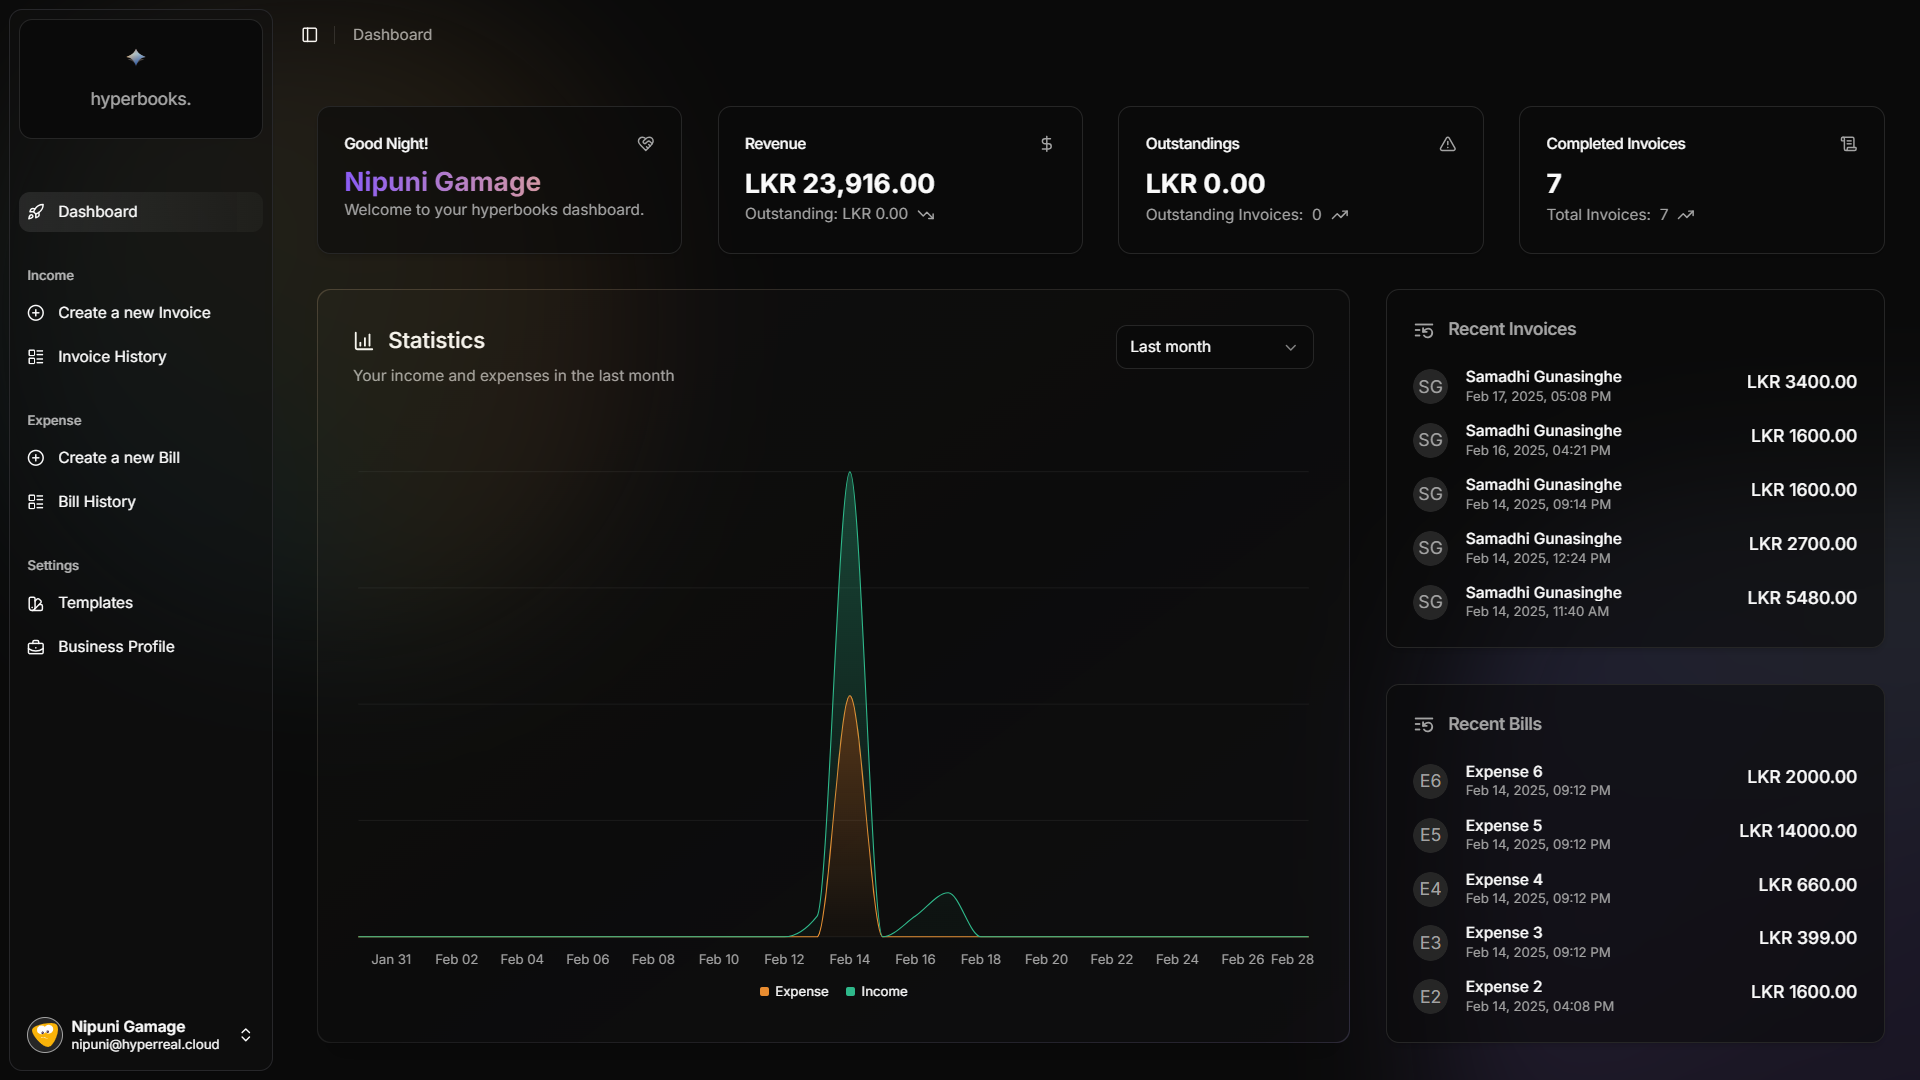 hyperbooks.
Dashboard
Income
Create a new Invoice
Invoice History
Expense
Create a new Bill
Bill History
Settings
Templates
Business Profile
Nipuni Gamage
nipuni@hyperreal.cloud
Dashboard
Good Night!
Nipuni Gamage
Welcome to your hyperbooks dashboard.
Revenue
LKR 23,916.00
Outstanding: LKR 0.00
Outstandings
LKR 0.00
Outstanding Invoices: 0
Completed Invoices
7
Total Invoices: 7
Statistics
Your income and expenses in the last month
Last month
Jan 31 Feb 02 Feb 04 Feb 06 Feb 08 Feb 10 Feb 12 Feb 14 Feb 16 Feb 18 Feb 20 Feb 22 Feb 24 Feb 26 Feb 28
Expense Income
Recent Invoices
SG Samadhi Gunasinghe LKR 3400.00
Feb 17, 2025, 05:08 PM
SG Samadhi Gunasinghe LKR 1600.00
Feb 16, 2025, 04:21 PM
SG Samadhi Gunasinghe LKR 1600.00
Feb 14, 2025, 09:14 PM
SG Samadhi Gunasinghe LKR 2700.00
Feb 14, 2025, 12:24 PM
SG Samadhi Gunasinghe LKR 5480.00
Feb 14, 2025, 11:40 AM
Recent Bills
E6 Expense 6 LKR 2000.00
Feb 14, 2025, 09:12 PM
E5 Expense 5 LKR 14000.00
Feb 14, 2025, 09:12 PM
E4 Expense 4 LKR 660.00
Feb 14, 2025, 09:12 PM
E3 Expense 3 LKR 399.00
Feb 14, 2025, 09:12 PM
E2 Expense 2 LKR 1600.00
Feb 14, 2025, 04:08 PM